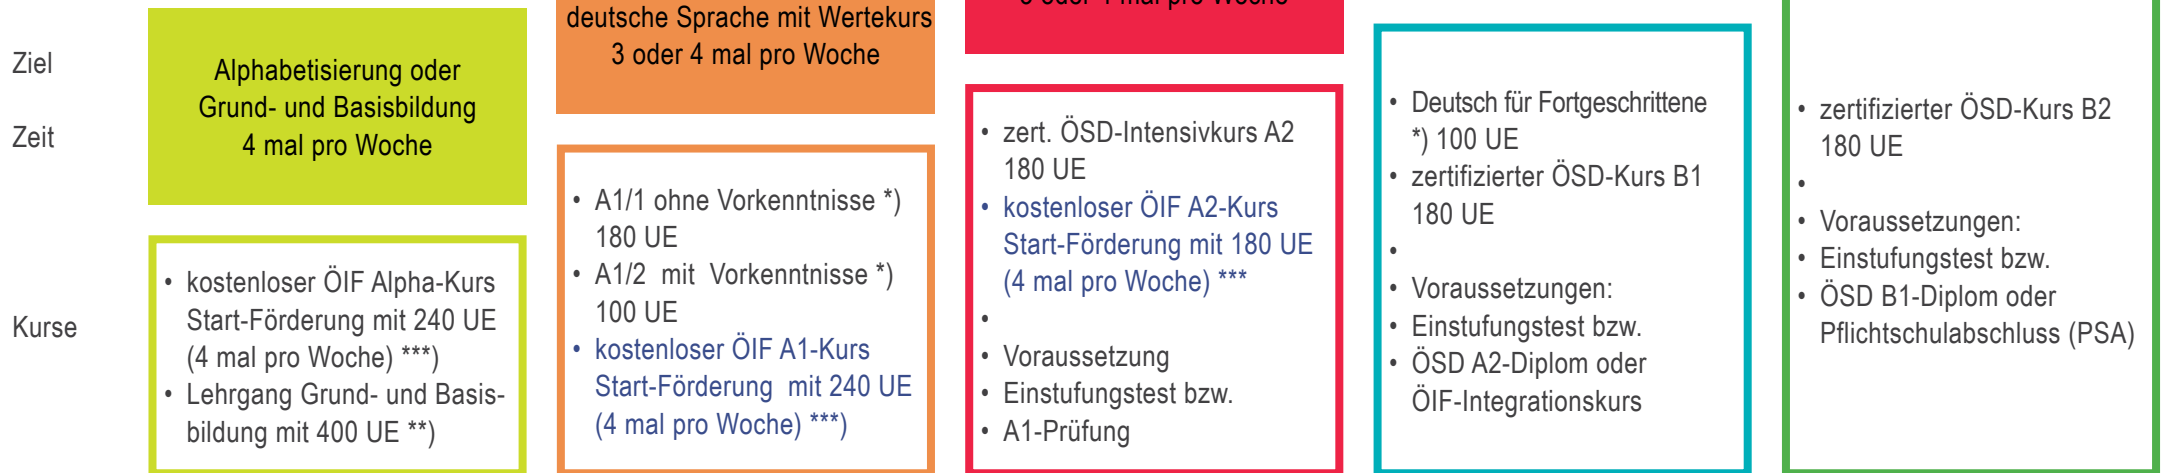 Ziel
Zeit
Kurse
Alphabetisierung oder
Grund- und Basisbildung
4 mal pro Woche
• kostenloser ÖIF Alpha-Kurs
Start-Förderung mit 240 UE
(4 mal pro Woche) ***)
• Lehrgang Grund- und Basis-
bildung mit 400 UE **)
deutsche Sprache mit Wertekurs
3 oder 4 mal pro Woche
• A1/1 ohne Vorkenntnisse *)
180 UE
• A1/2 mit Vorkenntnisse *)
100 UE
• kostenloser ÖIF A1-Kurs
Start-Förderung mit 240 UE
(4 mal pro Woche) ***)
• zert. ÖSD-Intensivkurs A2
180 UE
• kostenloser ÖIF A2-Kurs
Start-Förderung mit 180 UE
(4 mal pro Woche) ***
•
• Voraussetzung
• Einstufungstest bzw.
• A1-Prüfung
• Deutsch für Fortgeschrittene
*) 100 UE
• zertifizierter ÖSD-Kurs B1
180 UE
•
• Voraussetzungen:
• Einstufungstest bzw.
• ÖSD A2-Diplom oder
ÖIF-Integrationskurs
• zertifizierter ÖSD-Kurs B2
180 UE
•
• Voraussetzungen:
• Einstufungstest bzw.
• ÖSD B1-Diplom oder
Pflichtschulabschluss (PSA)